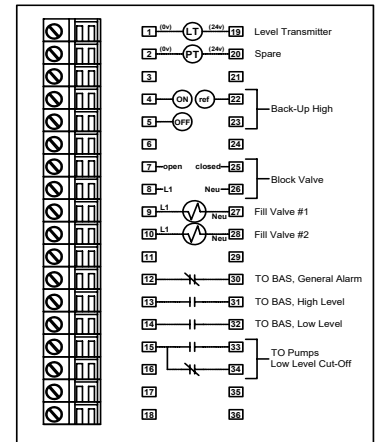 1 (0v) LT (24v) 19 Level Transmitter
2 (0v) PT (24v) 20 Spare
3 21
4 ON ref 22
Back-Up High
5 OFF 23
6 24
7 open closed 25
Block Valve
8 L1 Neu 26
9 L1 Neu 27 Fill Valve #1
10 L1 Neu 28 Fill Valve #2
11 29
12 30 TO BAS, General Alarm
13 31 TO BAS, High Level
14 32 TO BAS, Low Level
15 33
TO Pumps
Low Level Cut-Off
16 34
17 35
18 36